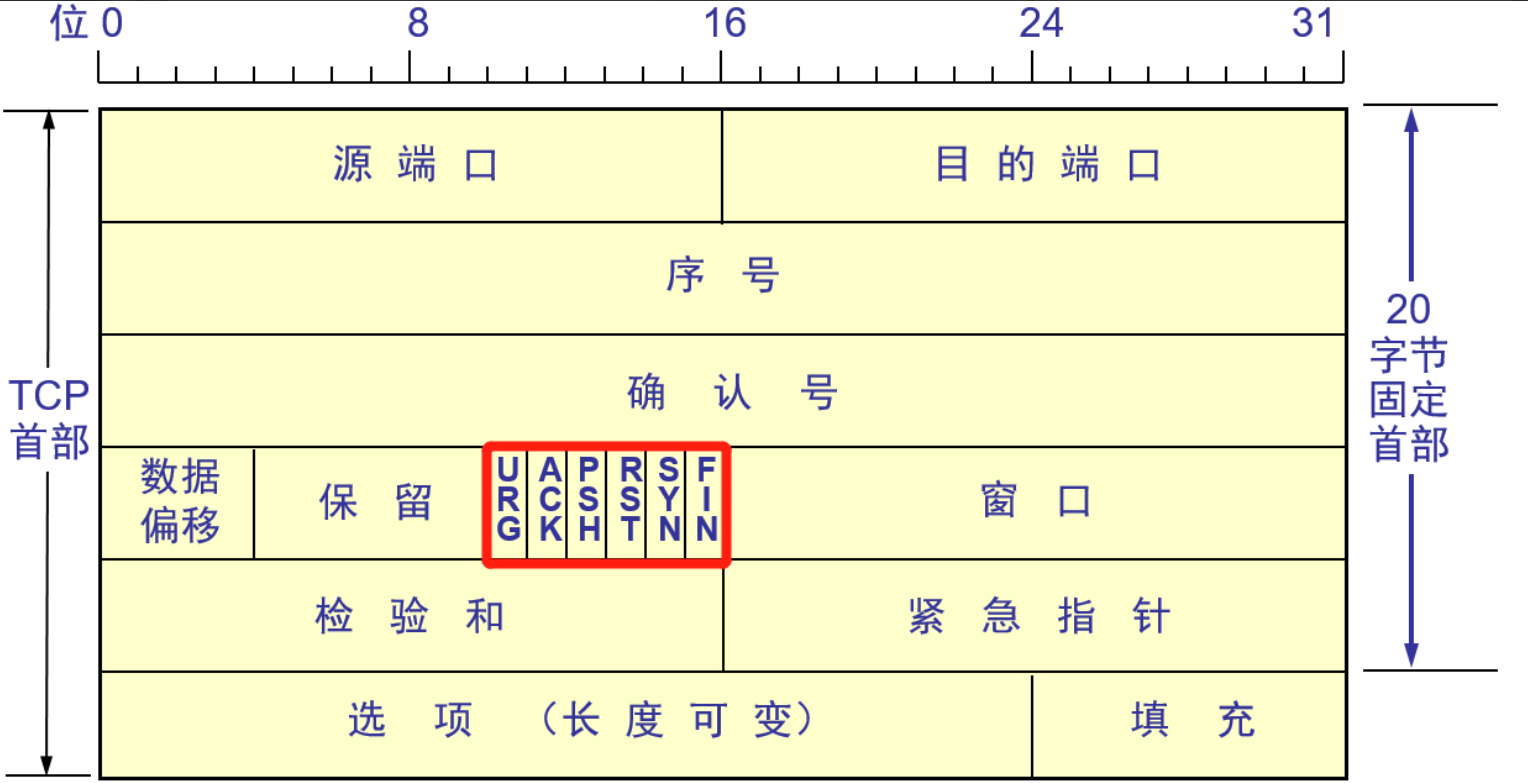 位 0 8 16 24 31
源 端 口 目 的 端 口
序 号
确 认 号
TCP
首部
20
字节
固定
首部
数据
偏移
保 留
URG
ACK
PSH
RST
SYN
FIN
窗 口
检 验 和 紧 急 指 针
选 项 （长 度 可 变） 填 充